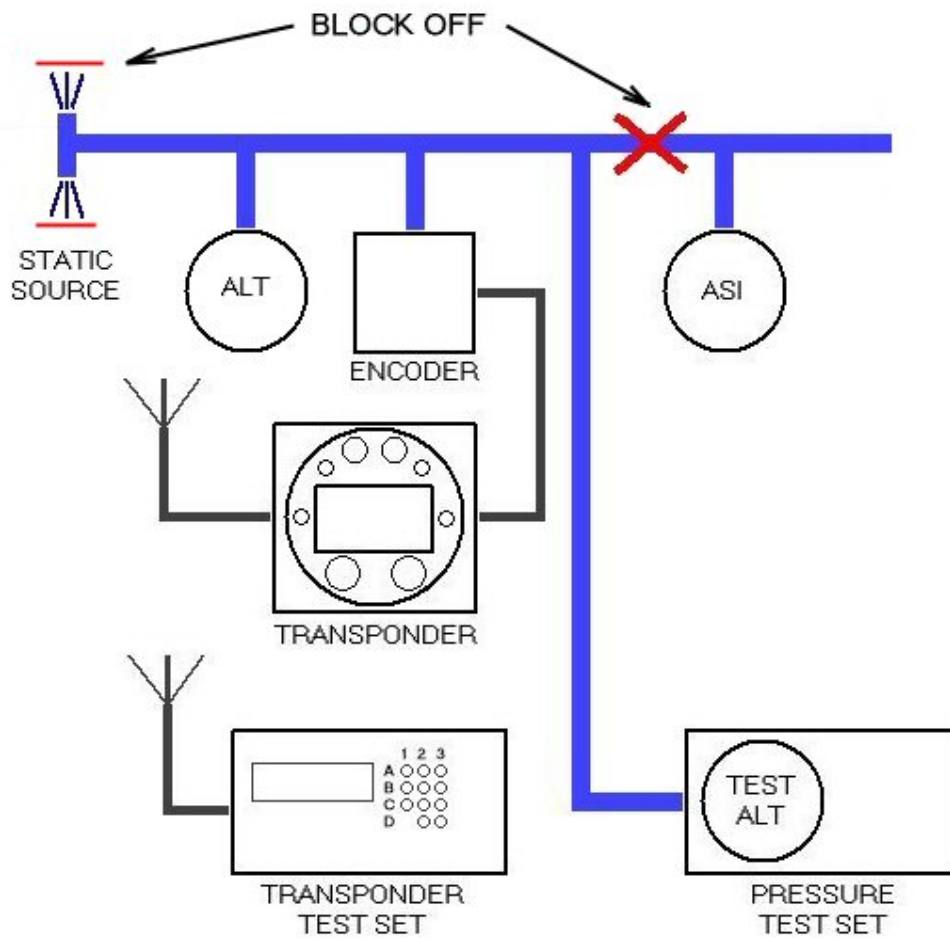 BLOCK OFF
STATIC
SOURCE
ALT
ENCODER
ASI
TRANSPONDER
1 2 3
A
B
C
D
TRANSPONDER
TEST SET
TEST
ALT
PRESSURE
TEST SET